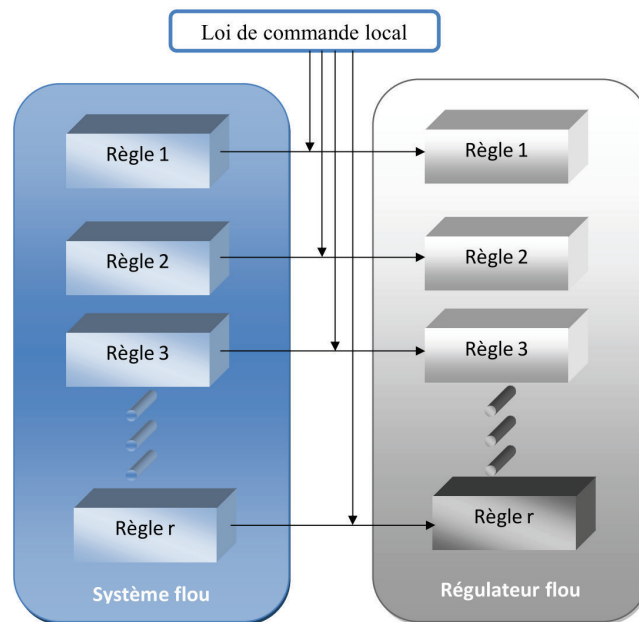 Loi de commande local
Règle 1
Règle 1
Règle 2
Règle 2
Règle 3
Règle 3
Règle r
Règle r
Système flou
Régulateur flou